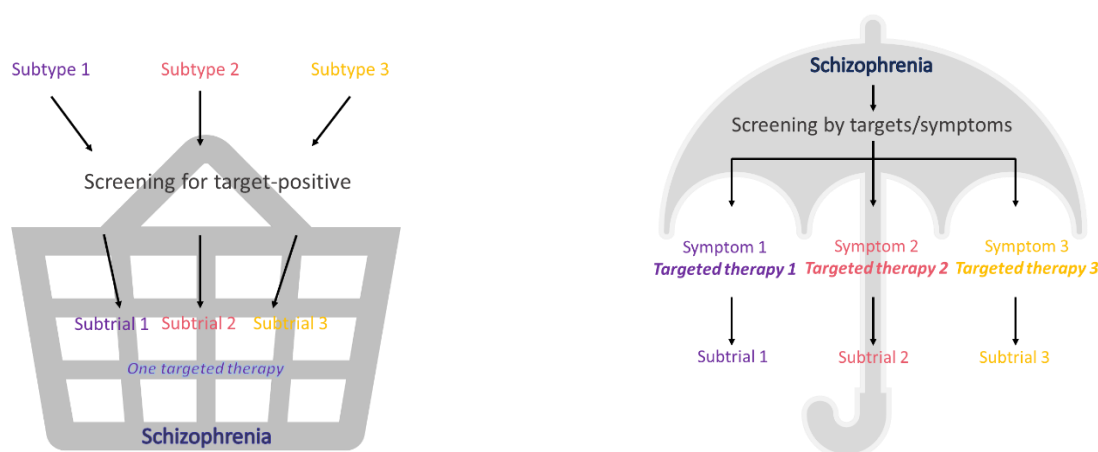 Subtype 1
Subtype 2
Subtype 3
Screening for target-positive
Subtrial 1
Subtrial 2
Subtrial 3
One targeted therapy
Schizophrenia
Schizophrenia
Screening by targets/symptoms
Symptom 1
Targeted therapy 1
Symptom 2
Targeted therapy 2
Symptom 3
Targeted therapy 3
Subtrial 1
Subtrial 2
Subtrial 3